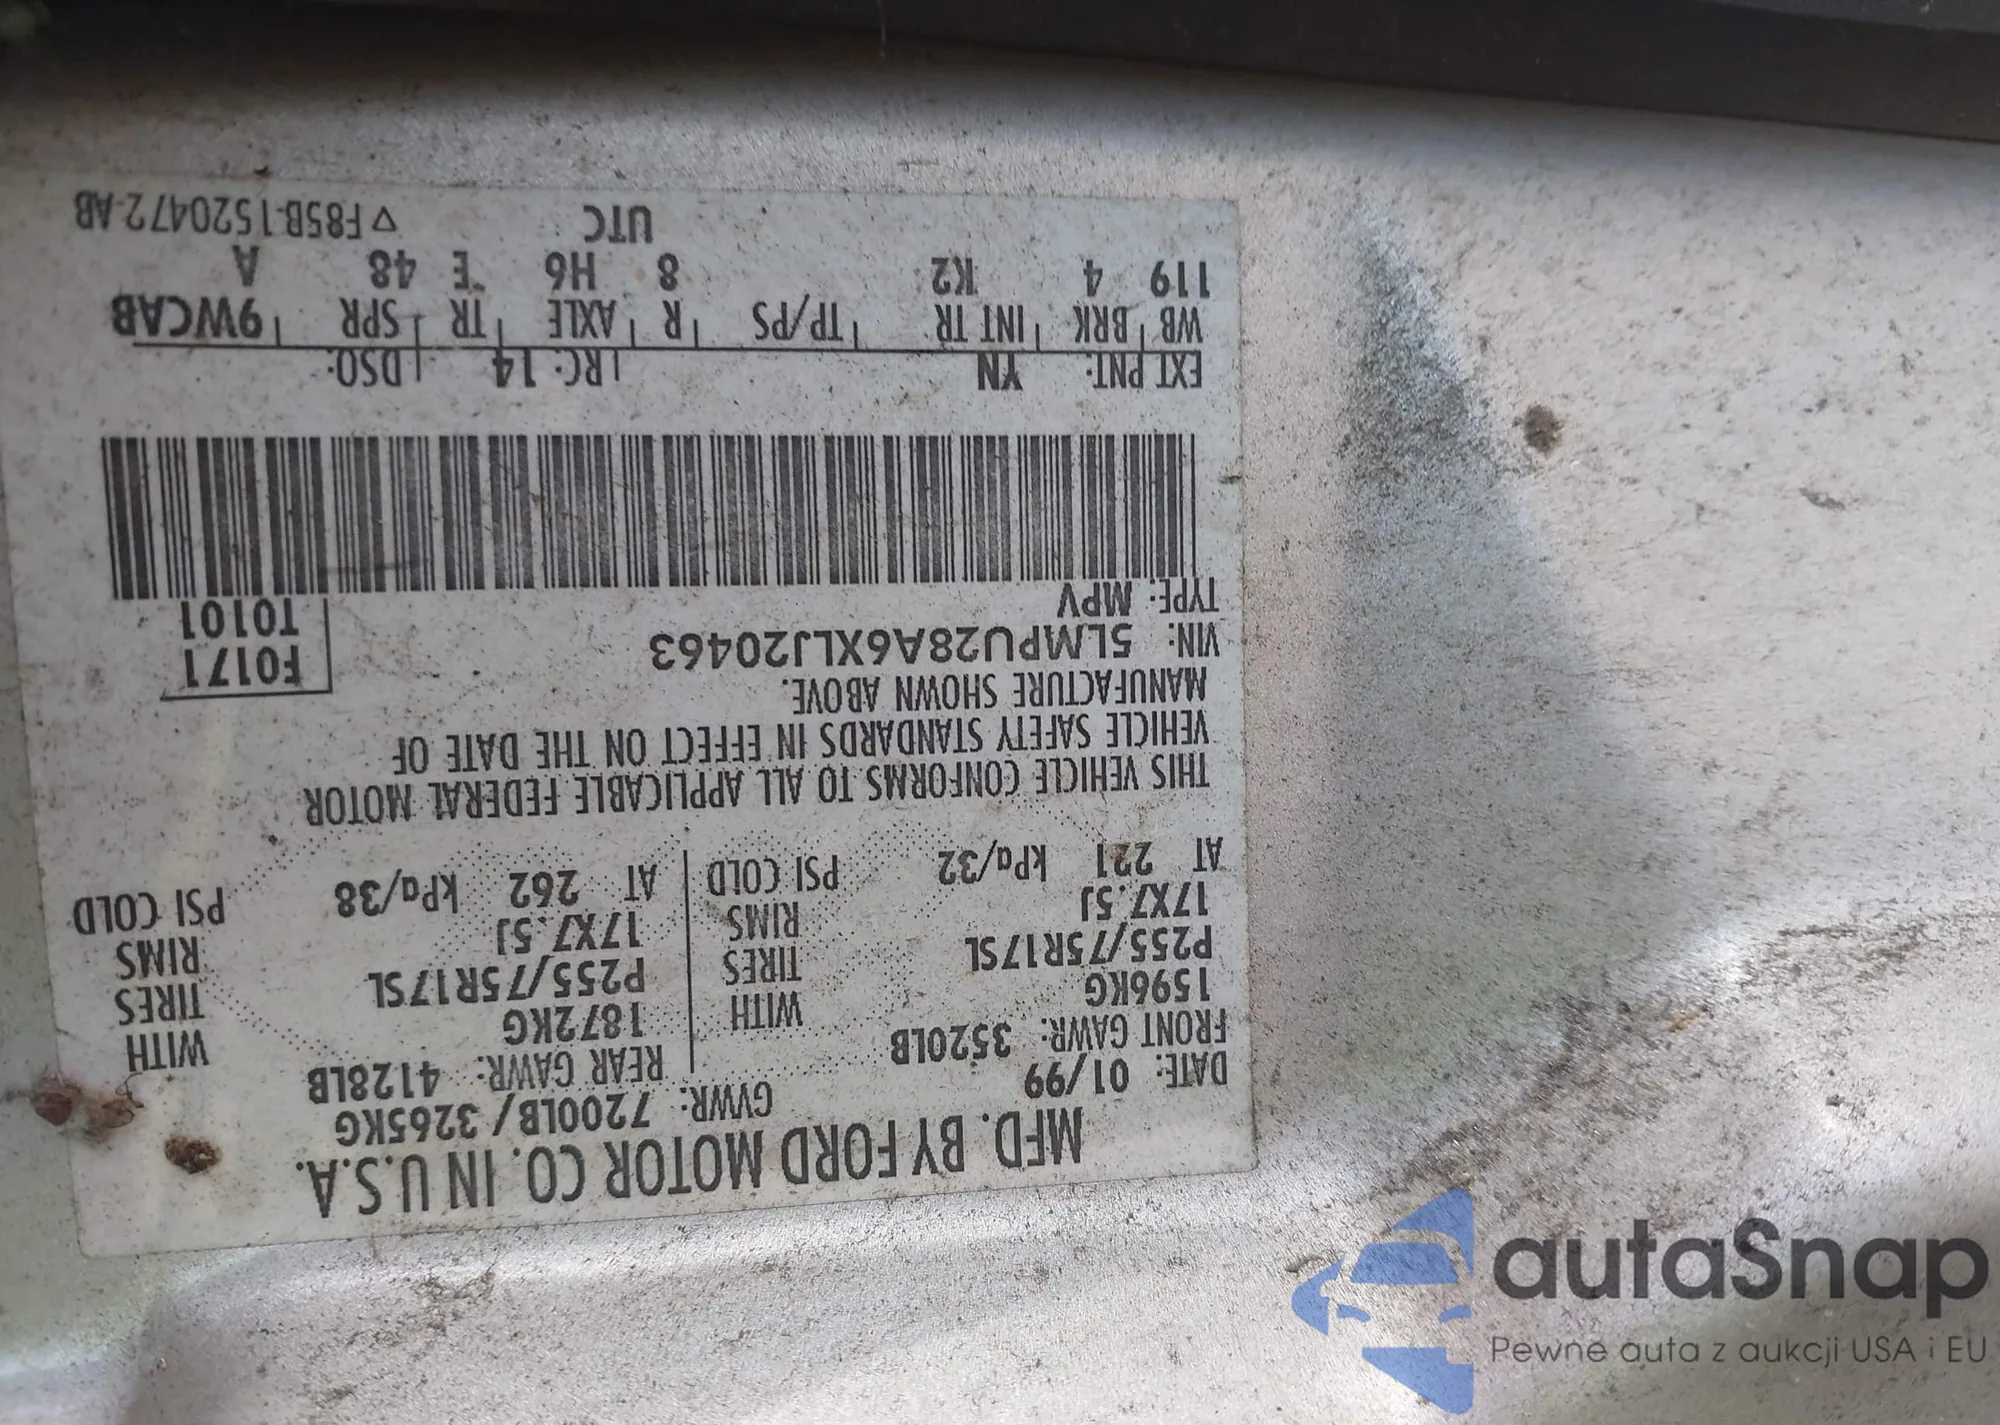 MFD. BY FORD MOTOR CO. IN U.S.A.
DATE: 01/99 GVWR: 7200LB/3265KG
FRONT GAWR: 3520LB REAR GAWR: 4128LB
1596KG WITH 1872KG WITH
P255/75R17SL TIRES P255/75R17SL TIRES
17X7.5J RIMS 17X7.5J RIMS
AT 221 kPa/32 PSI COLD AT 262 kPa/38 PSI COLD
THIS VEHICLE CONFORMS TO ALL APPLICABLE FEDERAL MOTOR
VEHICLE SAFETY STANDARDS IN EFFECT ON THE DATE OF
MANUFACTURE SHOWN ABOVE.
VIN: 5LMPU28A6XLJ20463 F0171
TYPE: MPV T0101
EXT PNT: YN RC: 14 DSO:
WB BRK INT TR TP/PS R AXLE TR SPR 9WCAB
119 4 K2 8 H6 E 48 A
UTC ▽ F85B-1520472-AB
autaSnap
Pewne auta z aukcji USA i EU